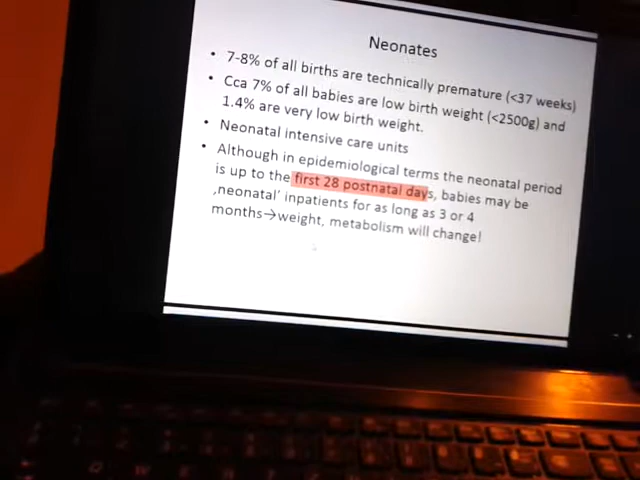 Neonates
• 7-8% of all births are technically premature (<37 weeks)
• Cca 7% of all babies are low birth weight (<2500g) and
1.4% are very low birth weight.
• Neonatal intensive care units
• Although in epidemiological terms the neonatal period
is up to the first 28 postnatal days, babies may be
‚neonatal' inpatients for as long as 3 or 4
months→weight, metabolism will change!